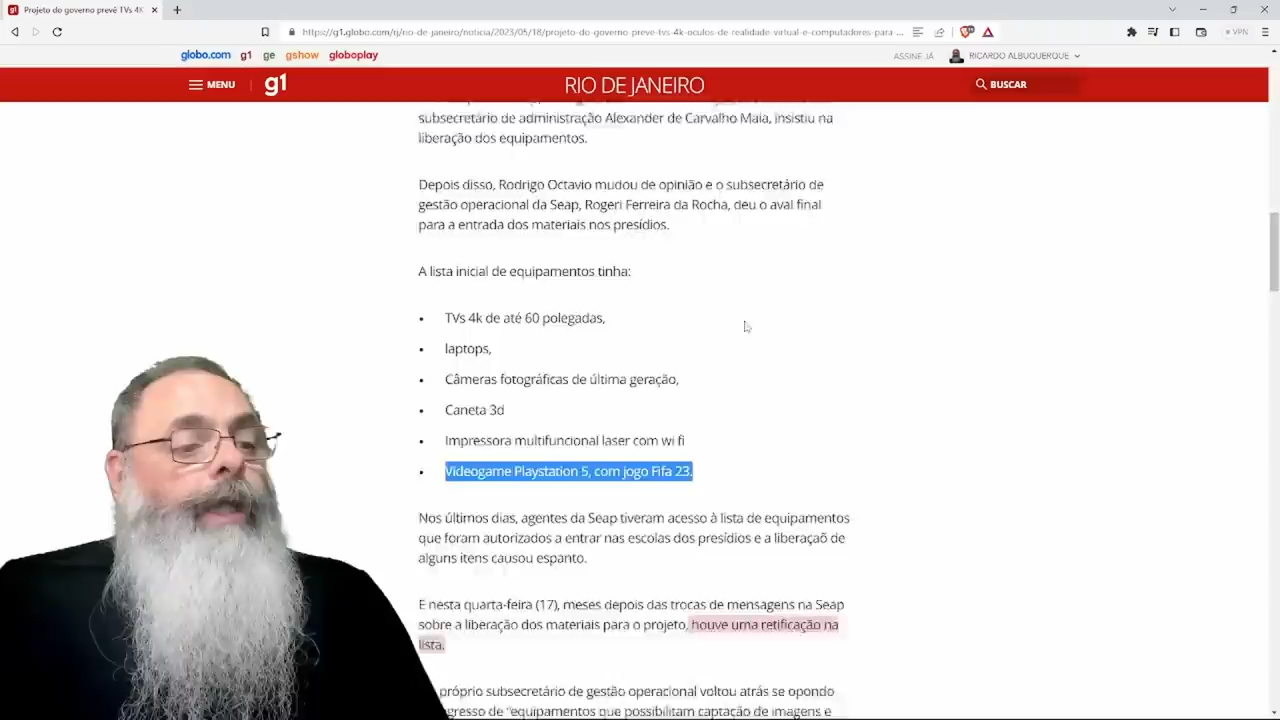 Projeto do governo prevê TVs 4K
https://g1.globo.com/rj/rio-de-janeiro/noticia/2023/05/18/projeto-do-governo-preve-tvs-4k-oculos-de-realidade-virtual-e-computadores-para-...
VPN
globo.com g1 ge gshow globoplay
ASSINE JÁ
RICARDO ALBUQUERQUE
MENU
g1
RIO DE JANEIRO
BUSCAR
subsecretário de administração Alexander de Carvalho Maia, insistiu na
liberação dos equipamentos.
Depois disso, Rodrigo Octavio mudou de opinião e o subsecretário de
gestão operacional da Seap, Rogeri Ferreira da Rocha, deu o aval final
para a entrada dos materiais nos presídios.
A lista inicial de equipamentos tinha:
• TVs 4k de até 60 polegadas,
• laptops,
• Câmeras fotográficas de última geração,
• Caneta 3d
• Impressora multifuncional laser com wi fi
• Videogame Playstation 5, com jogo Fifa 23.
Nos últimos dias, agentes da Seap tiveram acesso à lista de equipamentos
que foram autorizados a entrar nas escolas dos presídios e a liberaçaõ de
alguns itens causou espanto.
E nesta quarta-feira (17), meses depois das trocas de mensagens na Seap
sobre a liberação dos materiais para o projeto, houve uma retificação na
lista.
próprio subsecretário de gestão operacional voltou atrás se opondo
gresso de "equipamentos que possibilitam captação de imagens e